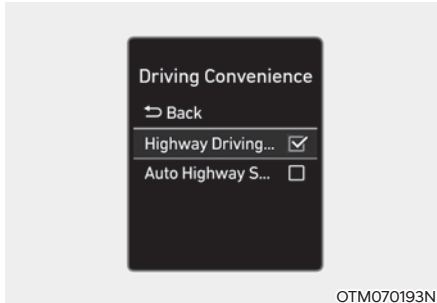 Driving Convenience
Back
Highway Driving...
Auto Highway S...
OTM070193N